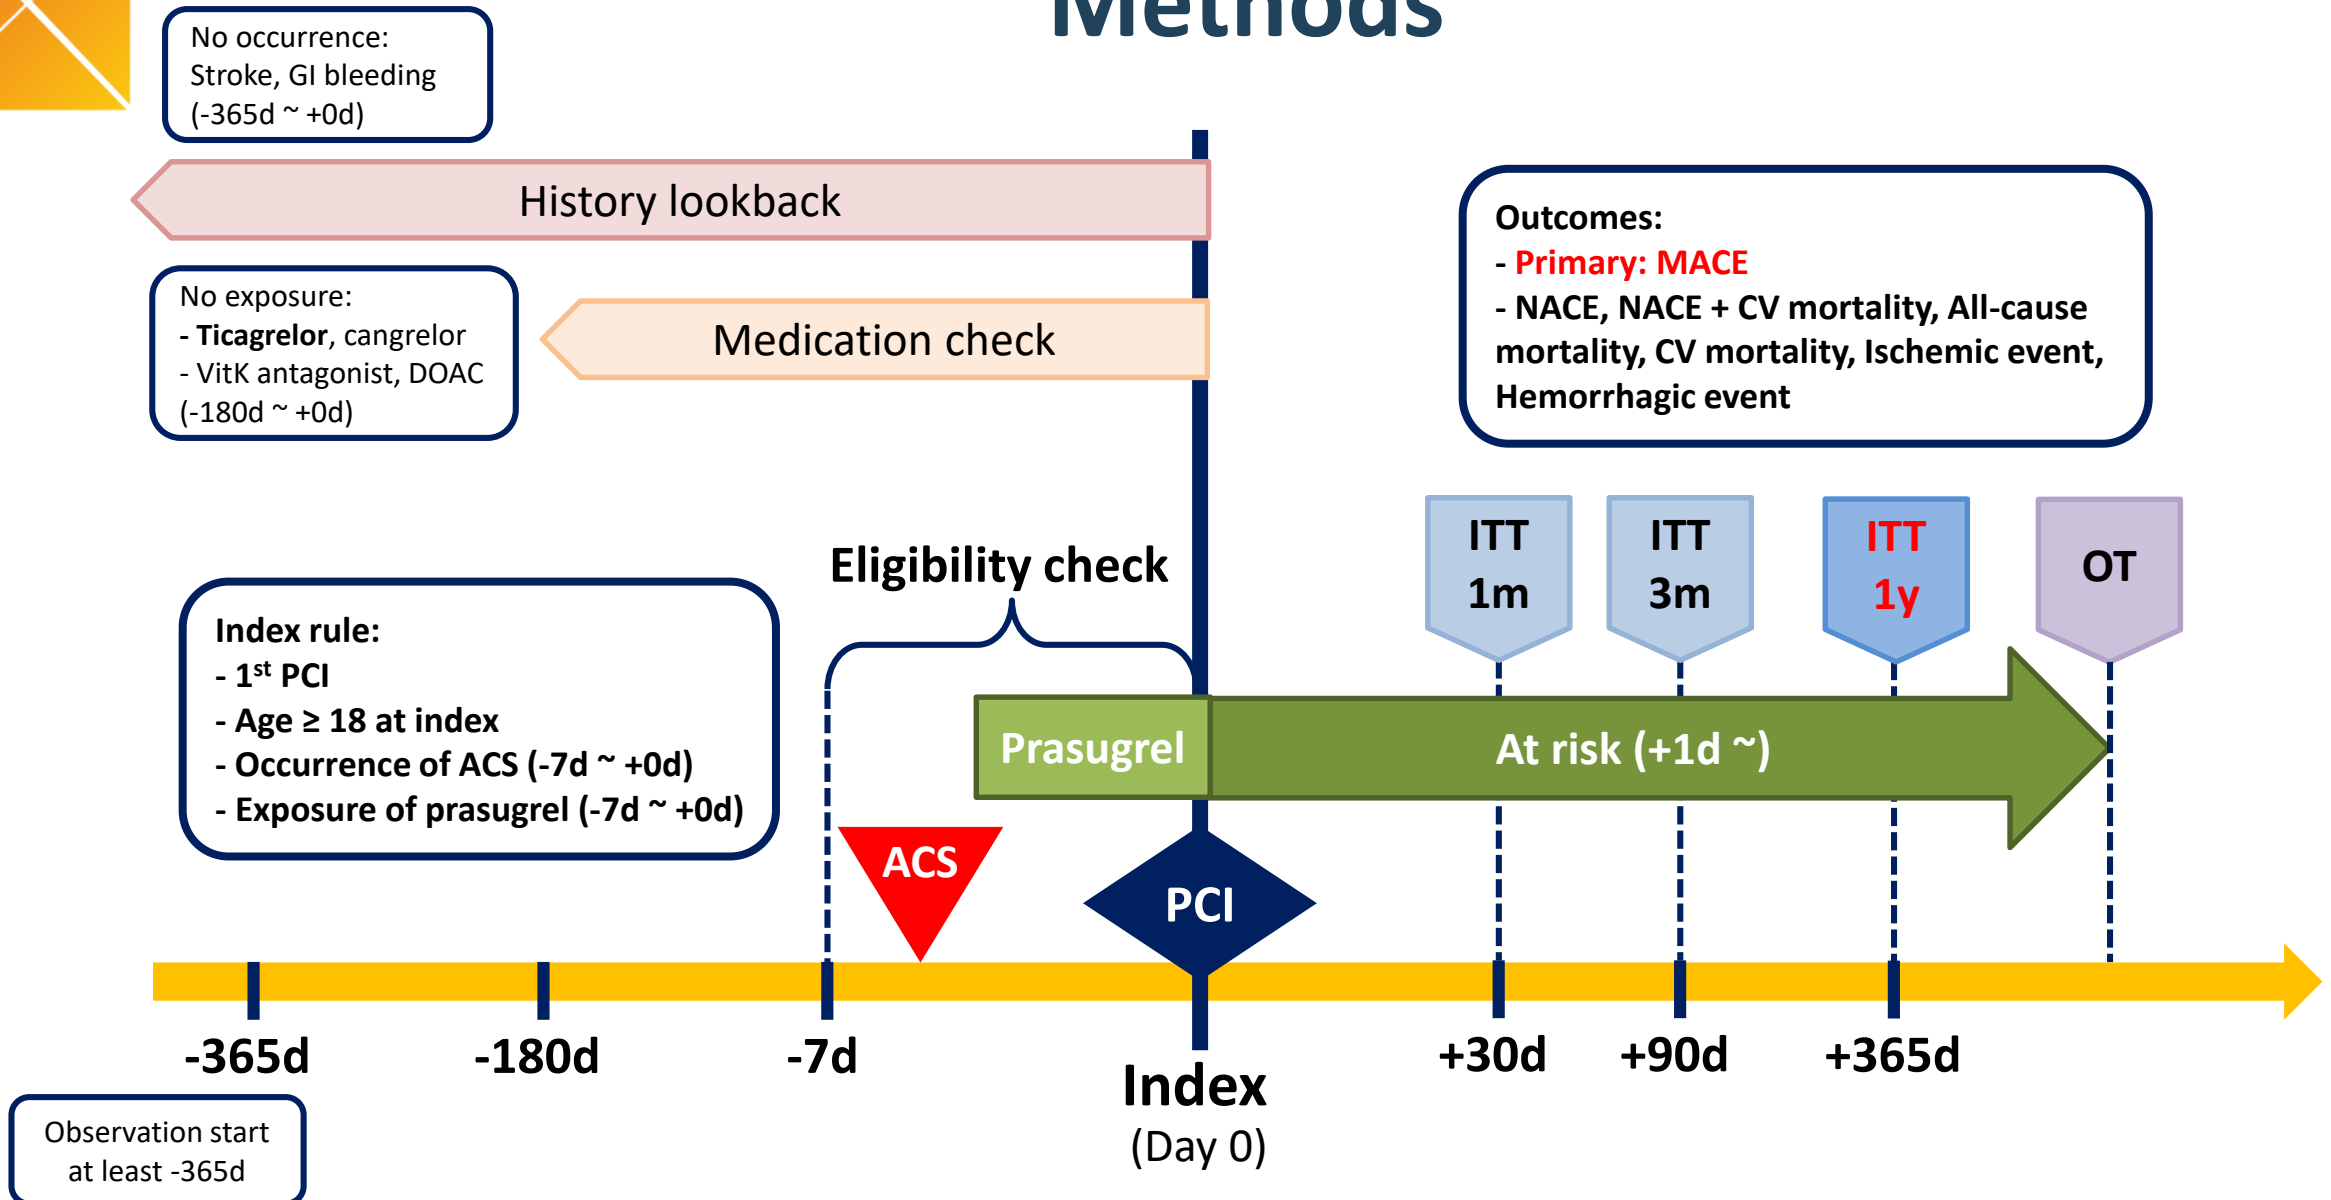 Methods
No occurrence:
Stroke, GI bleeding
(-365d ~ +0d)
History lookback
No exposure:
- Ticagrelor, cangrelor
- VitK antagonist, DOAC
(-180d ~ +0d)
Medication check
Outcomes:
- Primary: MACE
- NACE, NACE + CV mortality, All-cause
mortality, CV mortality, Ischemic event,
Hemorrhagic event
Index rule:
- 1st PCI
- Age ≥ 18 at index
- Occurrence of ACS (-7d ~ +0d)
- Exposure of prasugrel (-7d ~ +0d)
Eligibility check
ITT
1m
ITT
3m
ITT
1y
OT
Prasugrel
At risk (+1d ~)
ACS
PCI
-365d
-180d
-7d
Index
(Day 0)
+30d
+90d
+365d
Observation start
at least -365d